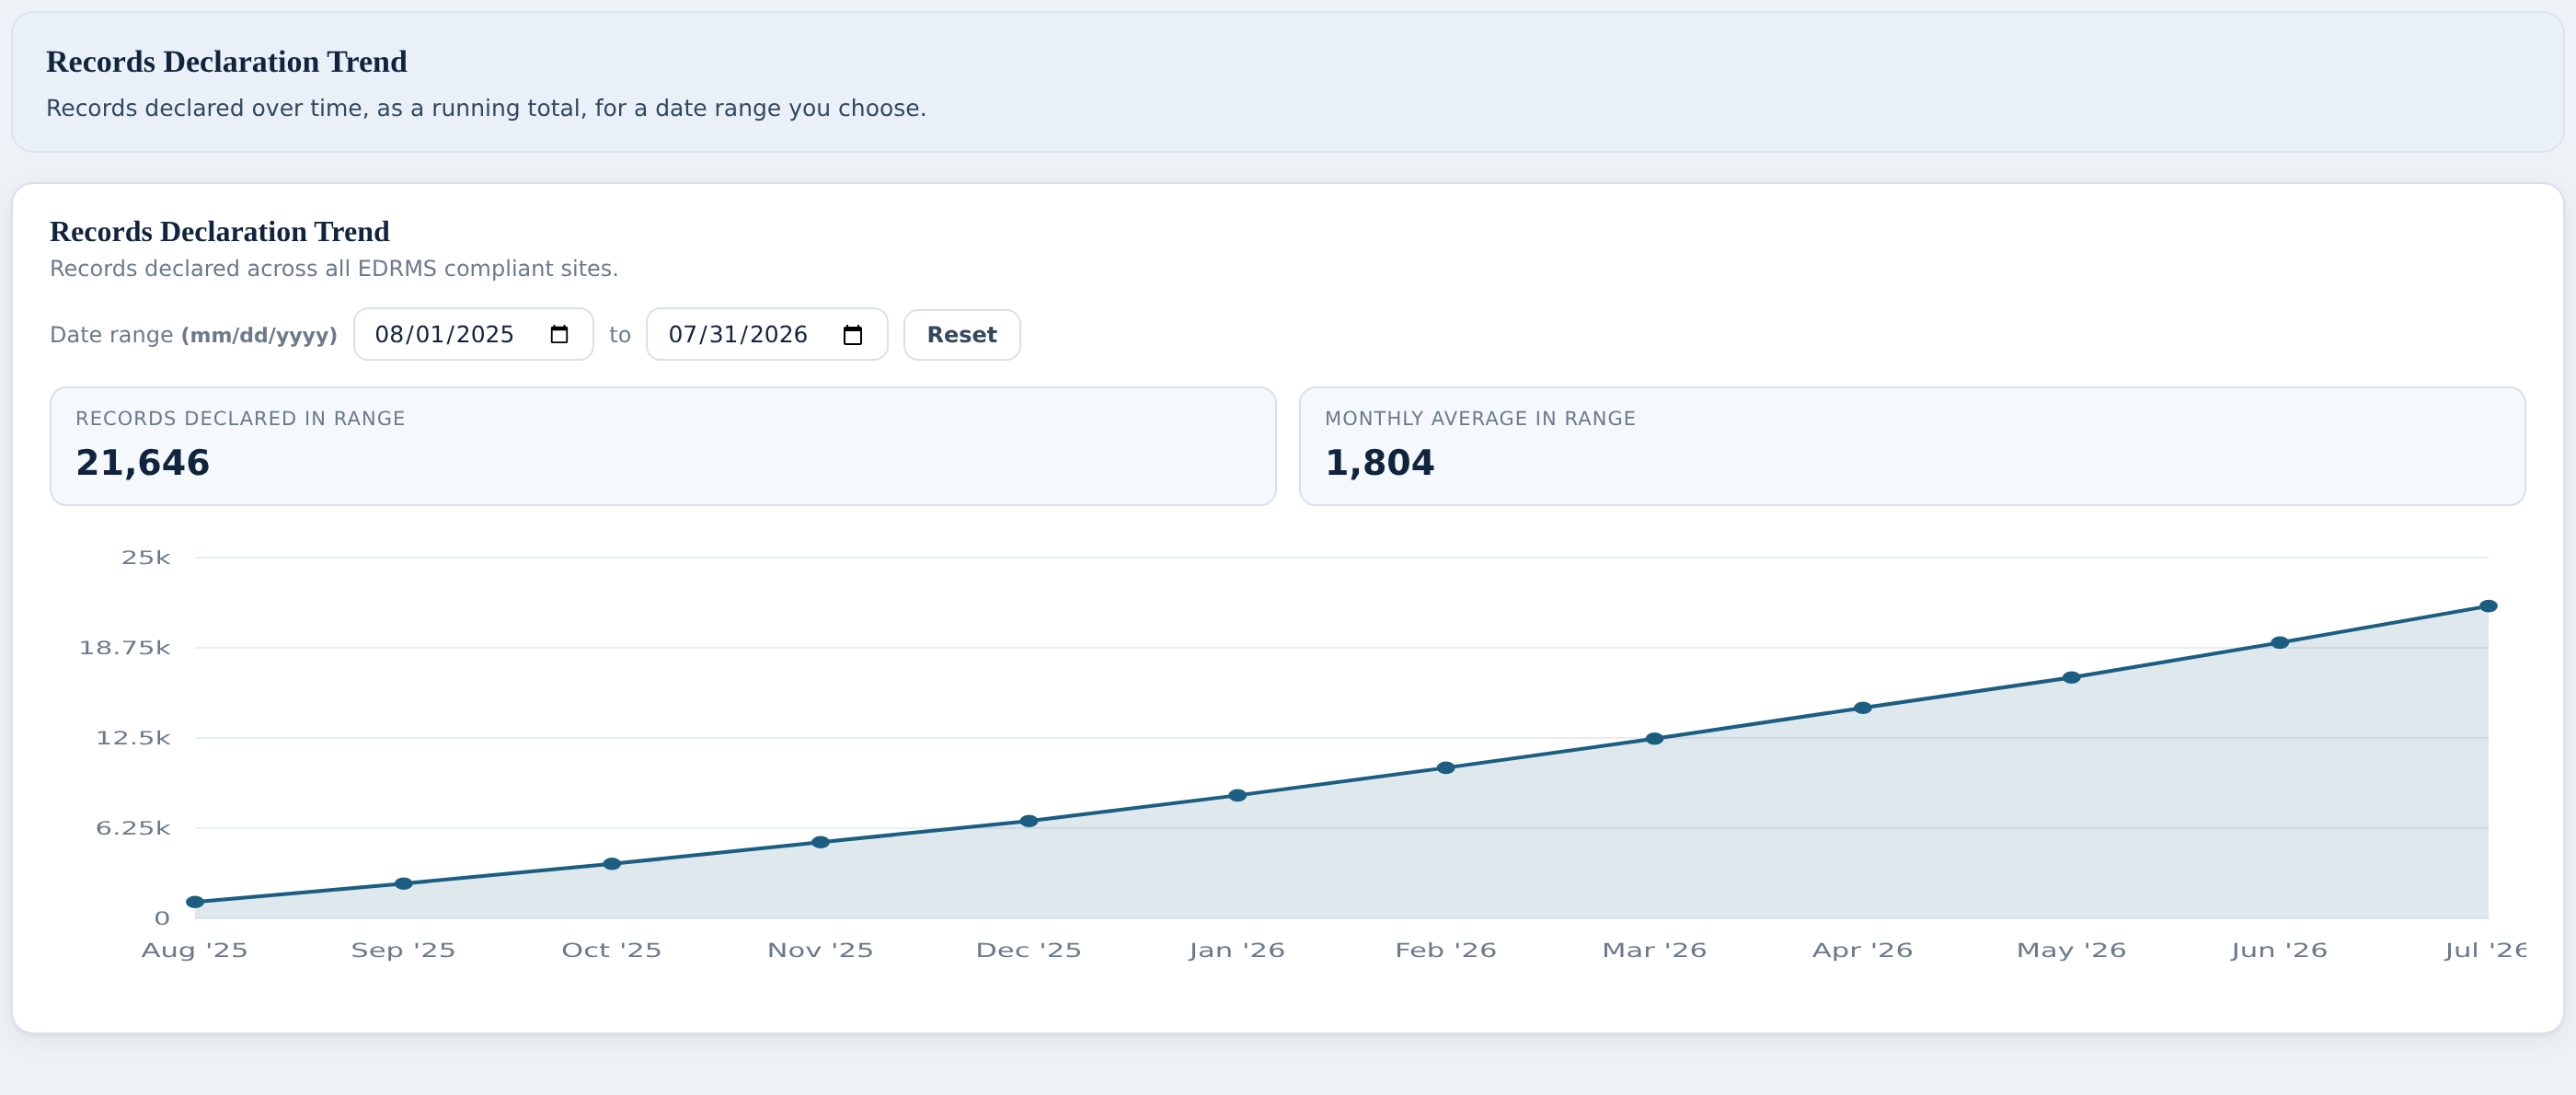 Records Declaration Trend
Records declared over time, as a running total, for a date range you choose.
Records Declaration Trend
Records declared across all EDRMS compliant sites.
Date range (mm/dd/yyyy) 08/01/2025 to 07/31/2026 Reset
RECORDS DECLARED IN RANGE
21,646
MONTHLY AVERAGE IN RANGE
1,804
25k
18.75k
12.5k
6.25k
0
Aug '25 Sep '25 Oct '25 Nov '25 Dec '25 Jan '26 Feb '26 Mar '26 Apr '26 May '26 Jun '26 Jul '26